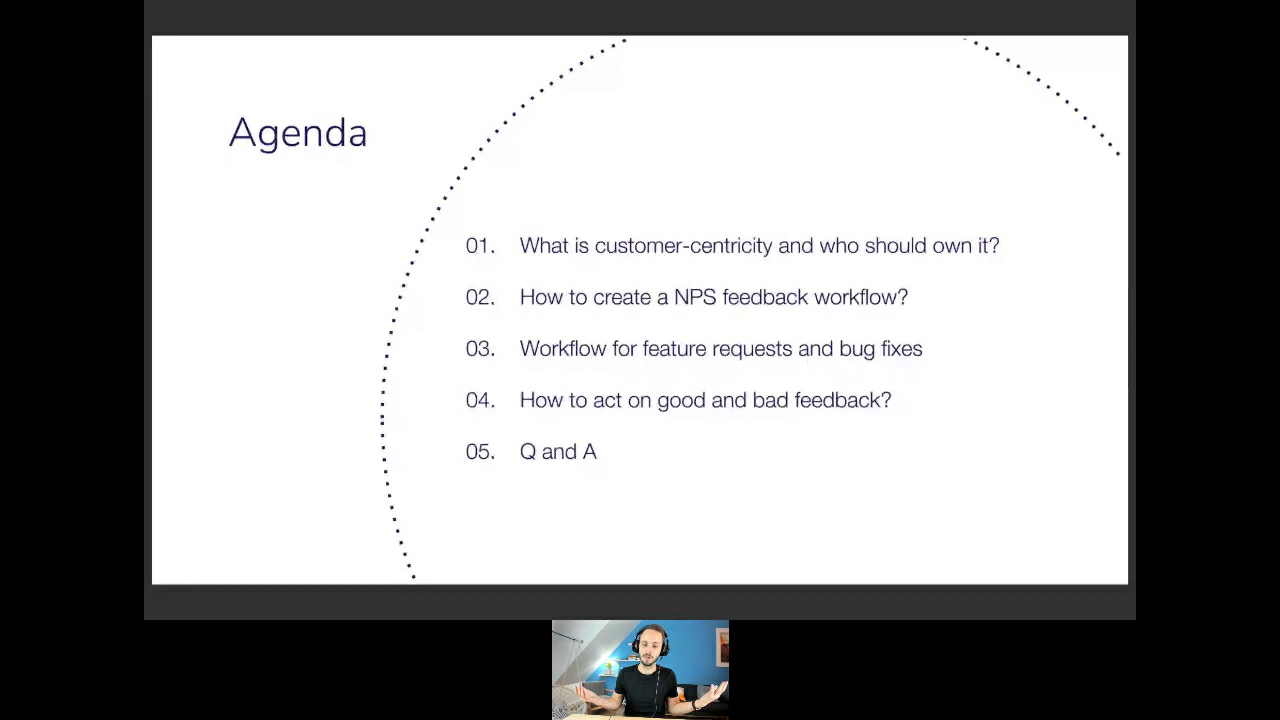 Agenda
01. What is customer-centricity and who should own it?
02. How to create a NPS feedback workflow?
03. Workflow for feature requests and bug fixes
04. How to act on good and bad feedback?
05. Q and A